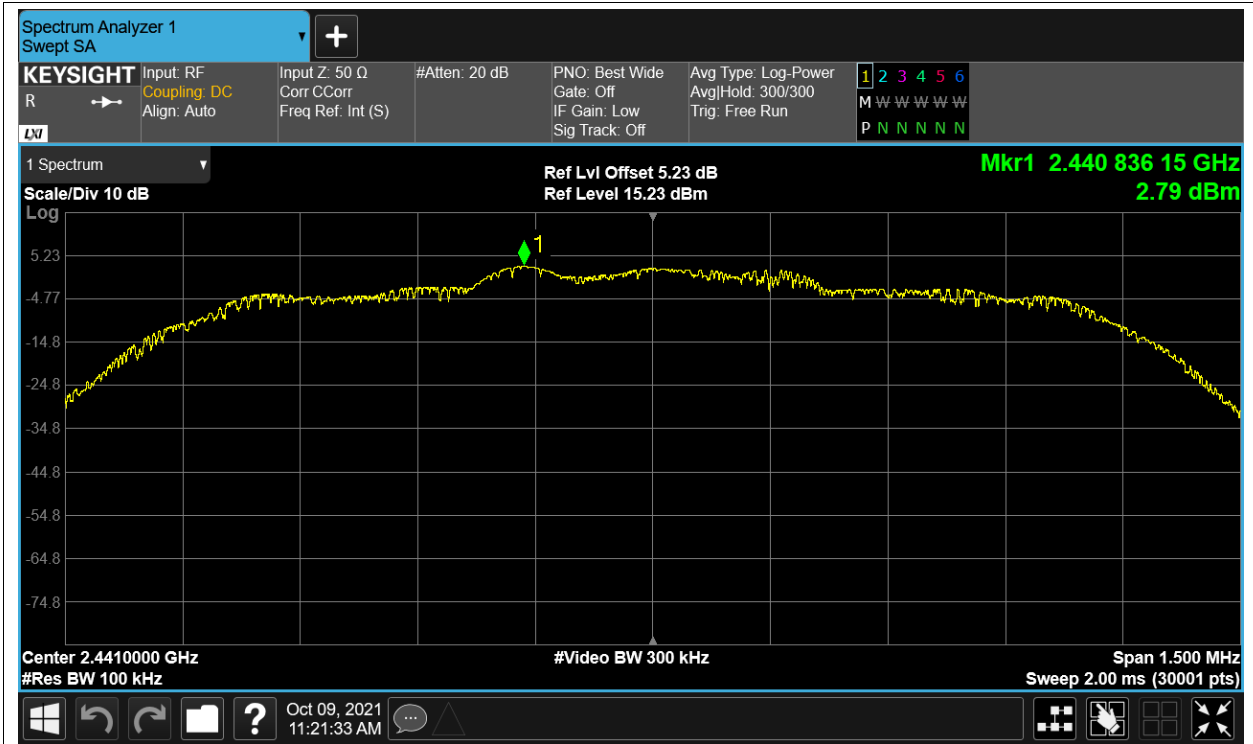 Spectrum Analyzer 1
Swept SA
KEYSIGHT
R
LXI
Input: RF
Coupling: DC
Align: Auto
Input Z: 50 Ω
Corr CCorr
Freq Ref: Int (S)
#Atten: 20 dB
PNO: Best Wide
Gate: Off
IF Gain: Low
Sig Track: Off
Avg Type: Log-Power
Avg|Hold: 300/300
Trig: Free Run
1 2 3 4 5 6
M W W W W W
P N N N N N
1 Spectrum
Scale/Div 10 dB
Log
Ref Lvl Offset 5.23 dB
Ref Level 15.23 dBm
Mkr1 2.440 836 15 GHz
2.79 dBm
1
5.23
-4.77
-14.8
-24.8
-34.8
-44.8
-54.8
-64.8
-74.8
Center 2.4410000 GHz
#Res BW 100 kHz
#Video BW 300 kHz
Span 1.500 MHz
Sweep 2.00 ms (30001 pts)
?
Oct 09, 2021
11:21:33 AM